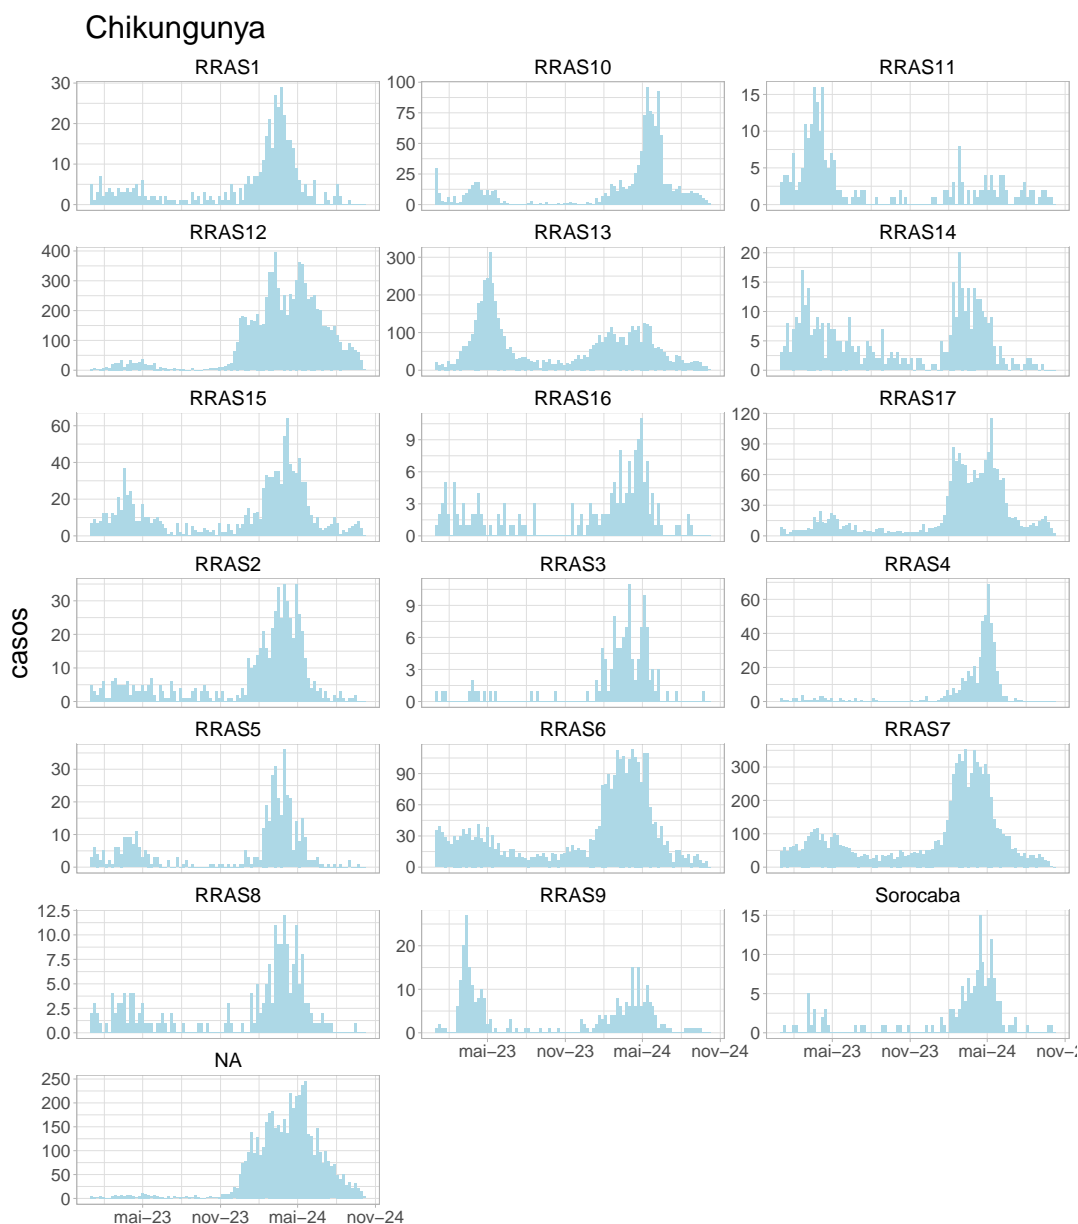 Chikungunya
RRAS1 RRAS10 RRAS11
30 20 10 0
100 75 50 25 0
15 10 5 0
RRAS12 RRAS13 RRAS14
400 300 200 100 0
300 200 100 0
20 15 10 5 0
RRAS15 RRAS16 RRAS17
60 40 20 0
9 6 3 0
120 90 60 30 0
RRAS2 RRAS3 RRAS4
30 20 10 0
9 6 3 0
60 40 20 0
casos
RRAS5 RRAS6 RRAS7
30 20 10 0
90 60 30 0
300 200 100 0
RRAS8 RRAS9 Sorocaba
12.5 10.0 7.5 5.0 2.5 0.0
20 10 0
15 10 5 0
mai−23 nov−23 mai−24 nov−24
mai−23 nov−23 mai−24
NA
250 200 150 100 50 0
mai−23 nov−23 mai−24 nov−24